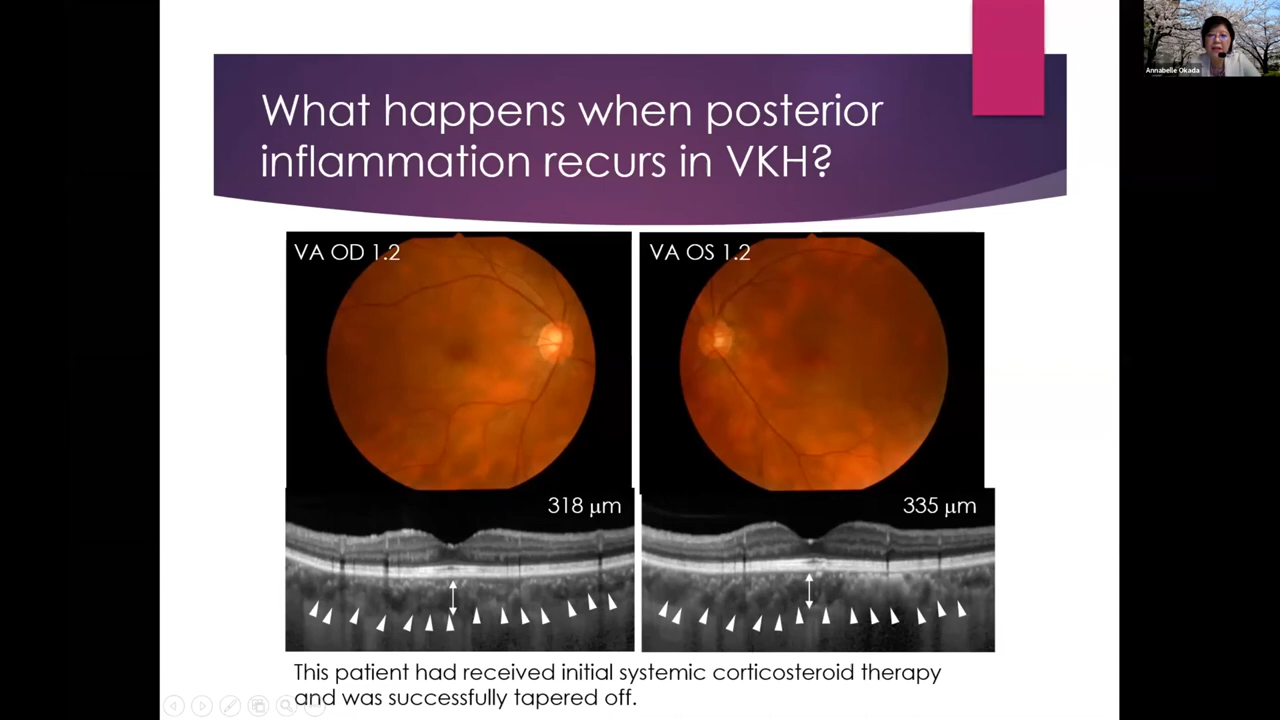 Annabelle Okada
What happens when posterior
inflammation recurs in VKH?
VA OD 1.2
VA OS 1.2
318 µm
335 µm
This patient had received initial systemic corticosteroid therapy
and was successfully tapered off.